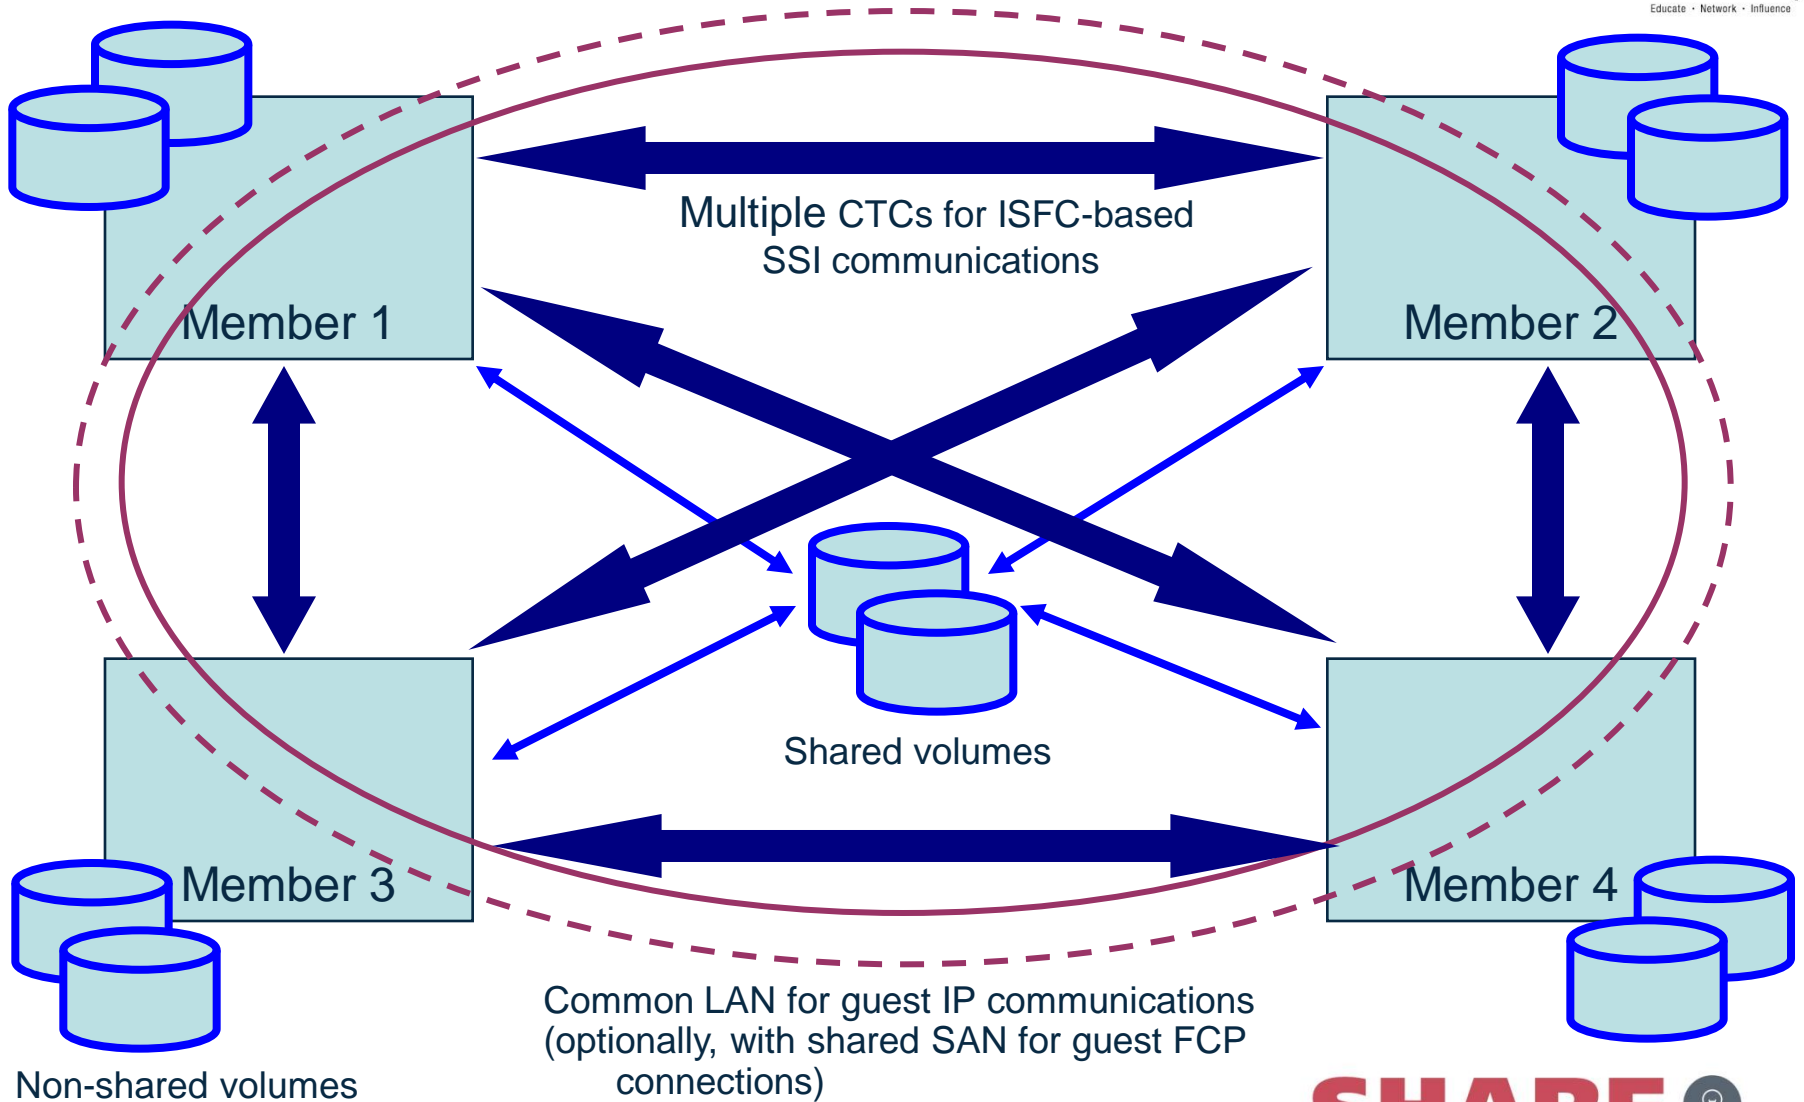 Educate · Network · Influence
Multiple CTCs for ISFC-based
SSI communications
Member 1
Member 2
Shared volumes
Member 3
Member 4
Common LAN for guest IP communications
(optionally, with shared SAN for guest FCP
connections)
Non-shared volumes
SHARE